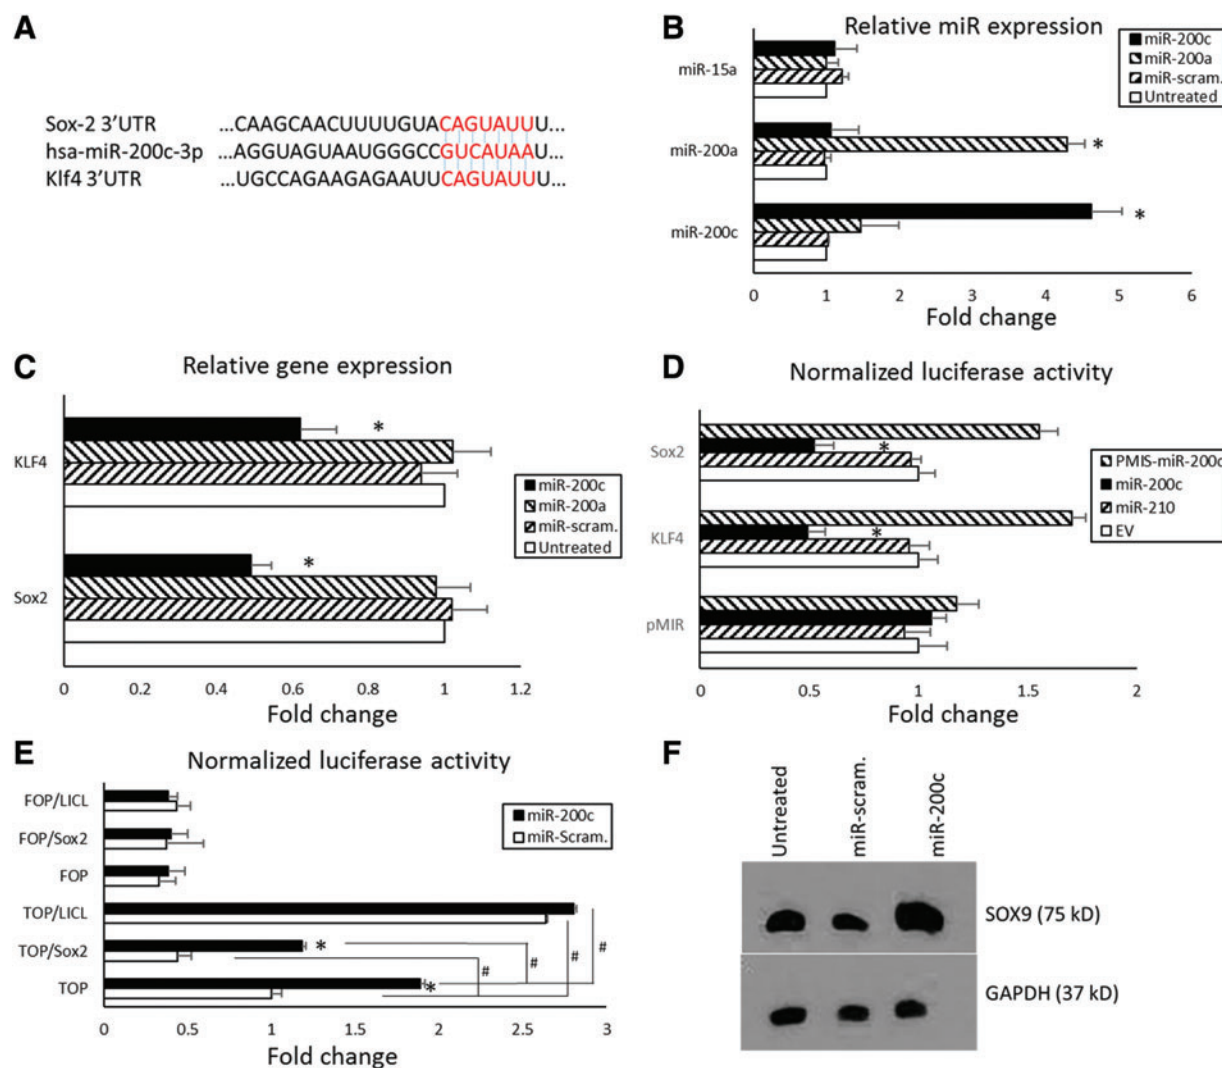 A
Sox-2 3'UTR ...CAAGCAACUUUUGUACAGUAUUU...
hsa-miR-200c-3p ...AGGUAGUAAUGGGCCGUCAUAAU...
Klf4 3'UTR ...UGCCAGAAGAGAAUUCAGUAUUU...
B
Relative miR expression
miR-15a
miR-200a
*
miR-200c
*
0 1 2 3 4 5 6
Fold change
miR-200c
miR-200a
miR-scram.
Untreated
C
Relative gene expression
KLF4
*
Sox2
*
0 0.2 0.4 0.6 0.8 1 1.2
Fold change
miR-200c
miR-200a
miR-scram.
Untreated
D
Normalized luciferase activity
Sox2
*
KLF4
*
pMIR
0 0.5 1 1.5 2
Fold change
PMIS-miR-200c
miR-200c
miR-210
EV
E
Normalized luciferase activity
FOP/LICL
FOP/Sox2
FOP
TOP/LICL
TOP/Sox2
*
TOP
*
# # # #
0 0.5 1 1.5 2 2.5 3
Fold change
miR-200c
miR-Scram.
F
Untreated
miR-scram.
miR-200c
SOX9 (75 kD)
GAPDH (37 kD)